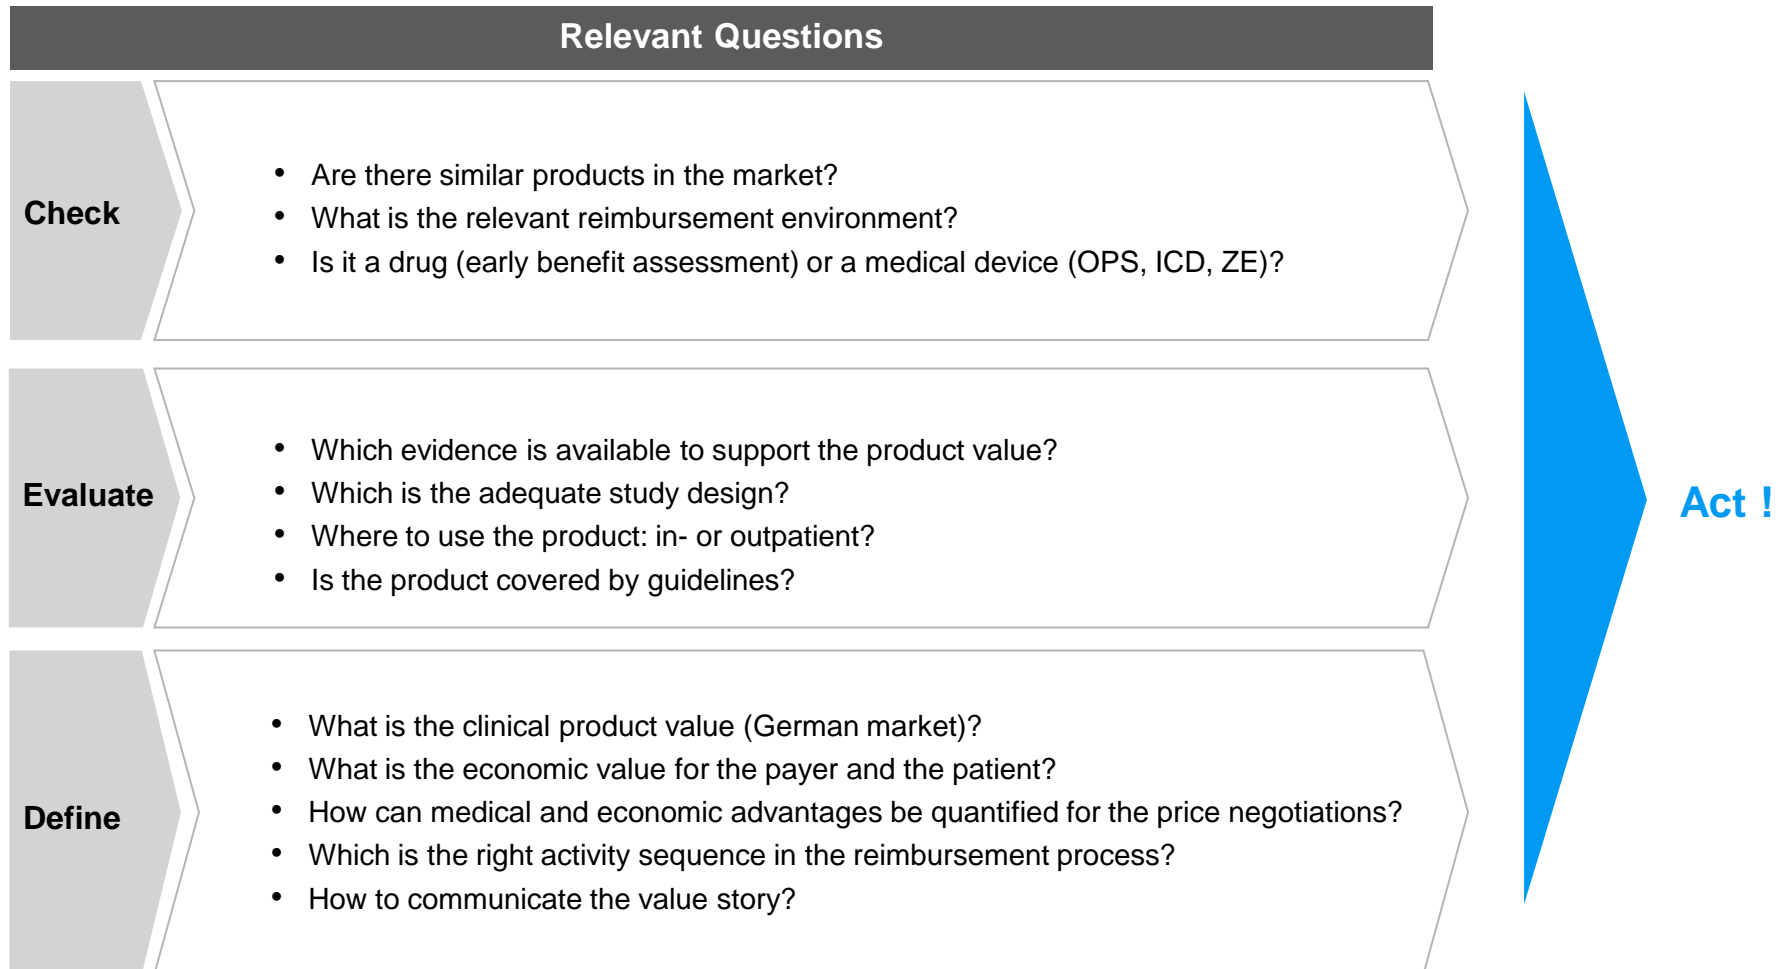 Relevant Questions
Check
• Are there similar products in the market?
• What is the relevant reimbursement environment?
• Is it a drug (early benefit assessment) or a medical device (OPS, ICD, ZE)?
Evaluate
• Which evidence is available to support the product value?
• Which is the adequate study design?
• Where to use the product: in- or outpatient?
• Is the product covered by guidelines?
Define
• What is the clinical product value (German market)?
• What is the economic value for the payer and the patient?
• How can medical and economic advantages be quantified for the price negotiations?
• Which is the right activity sequence in the reimbursement process?
• How to communicate the value story?
Act !